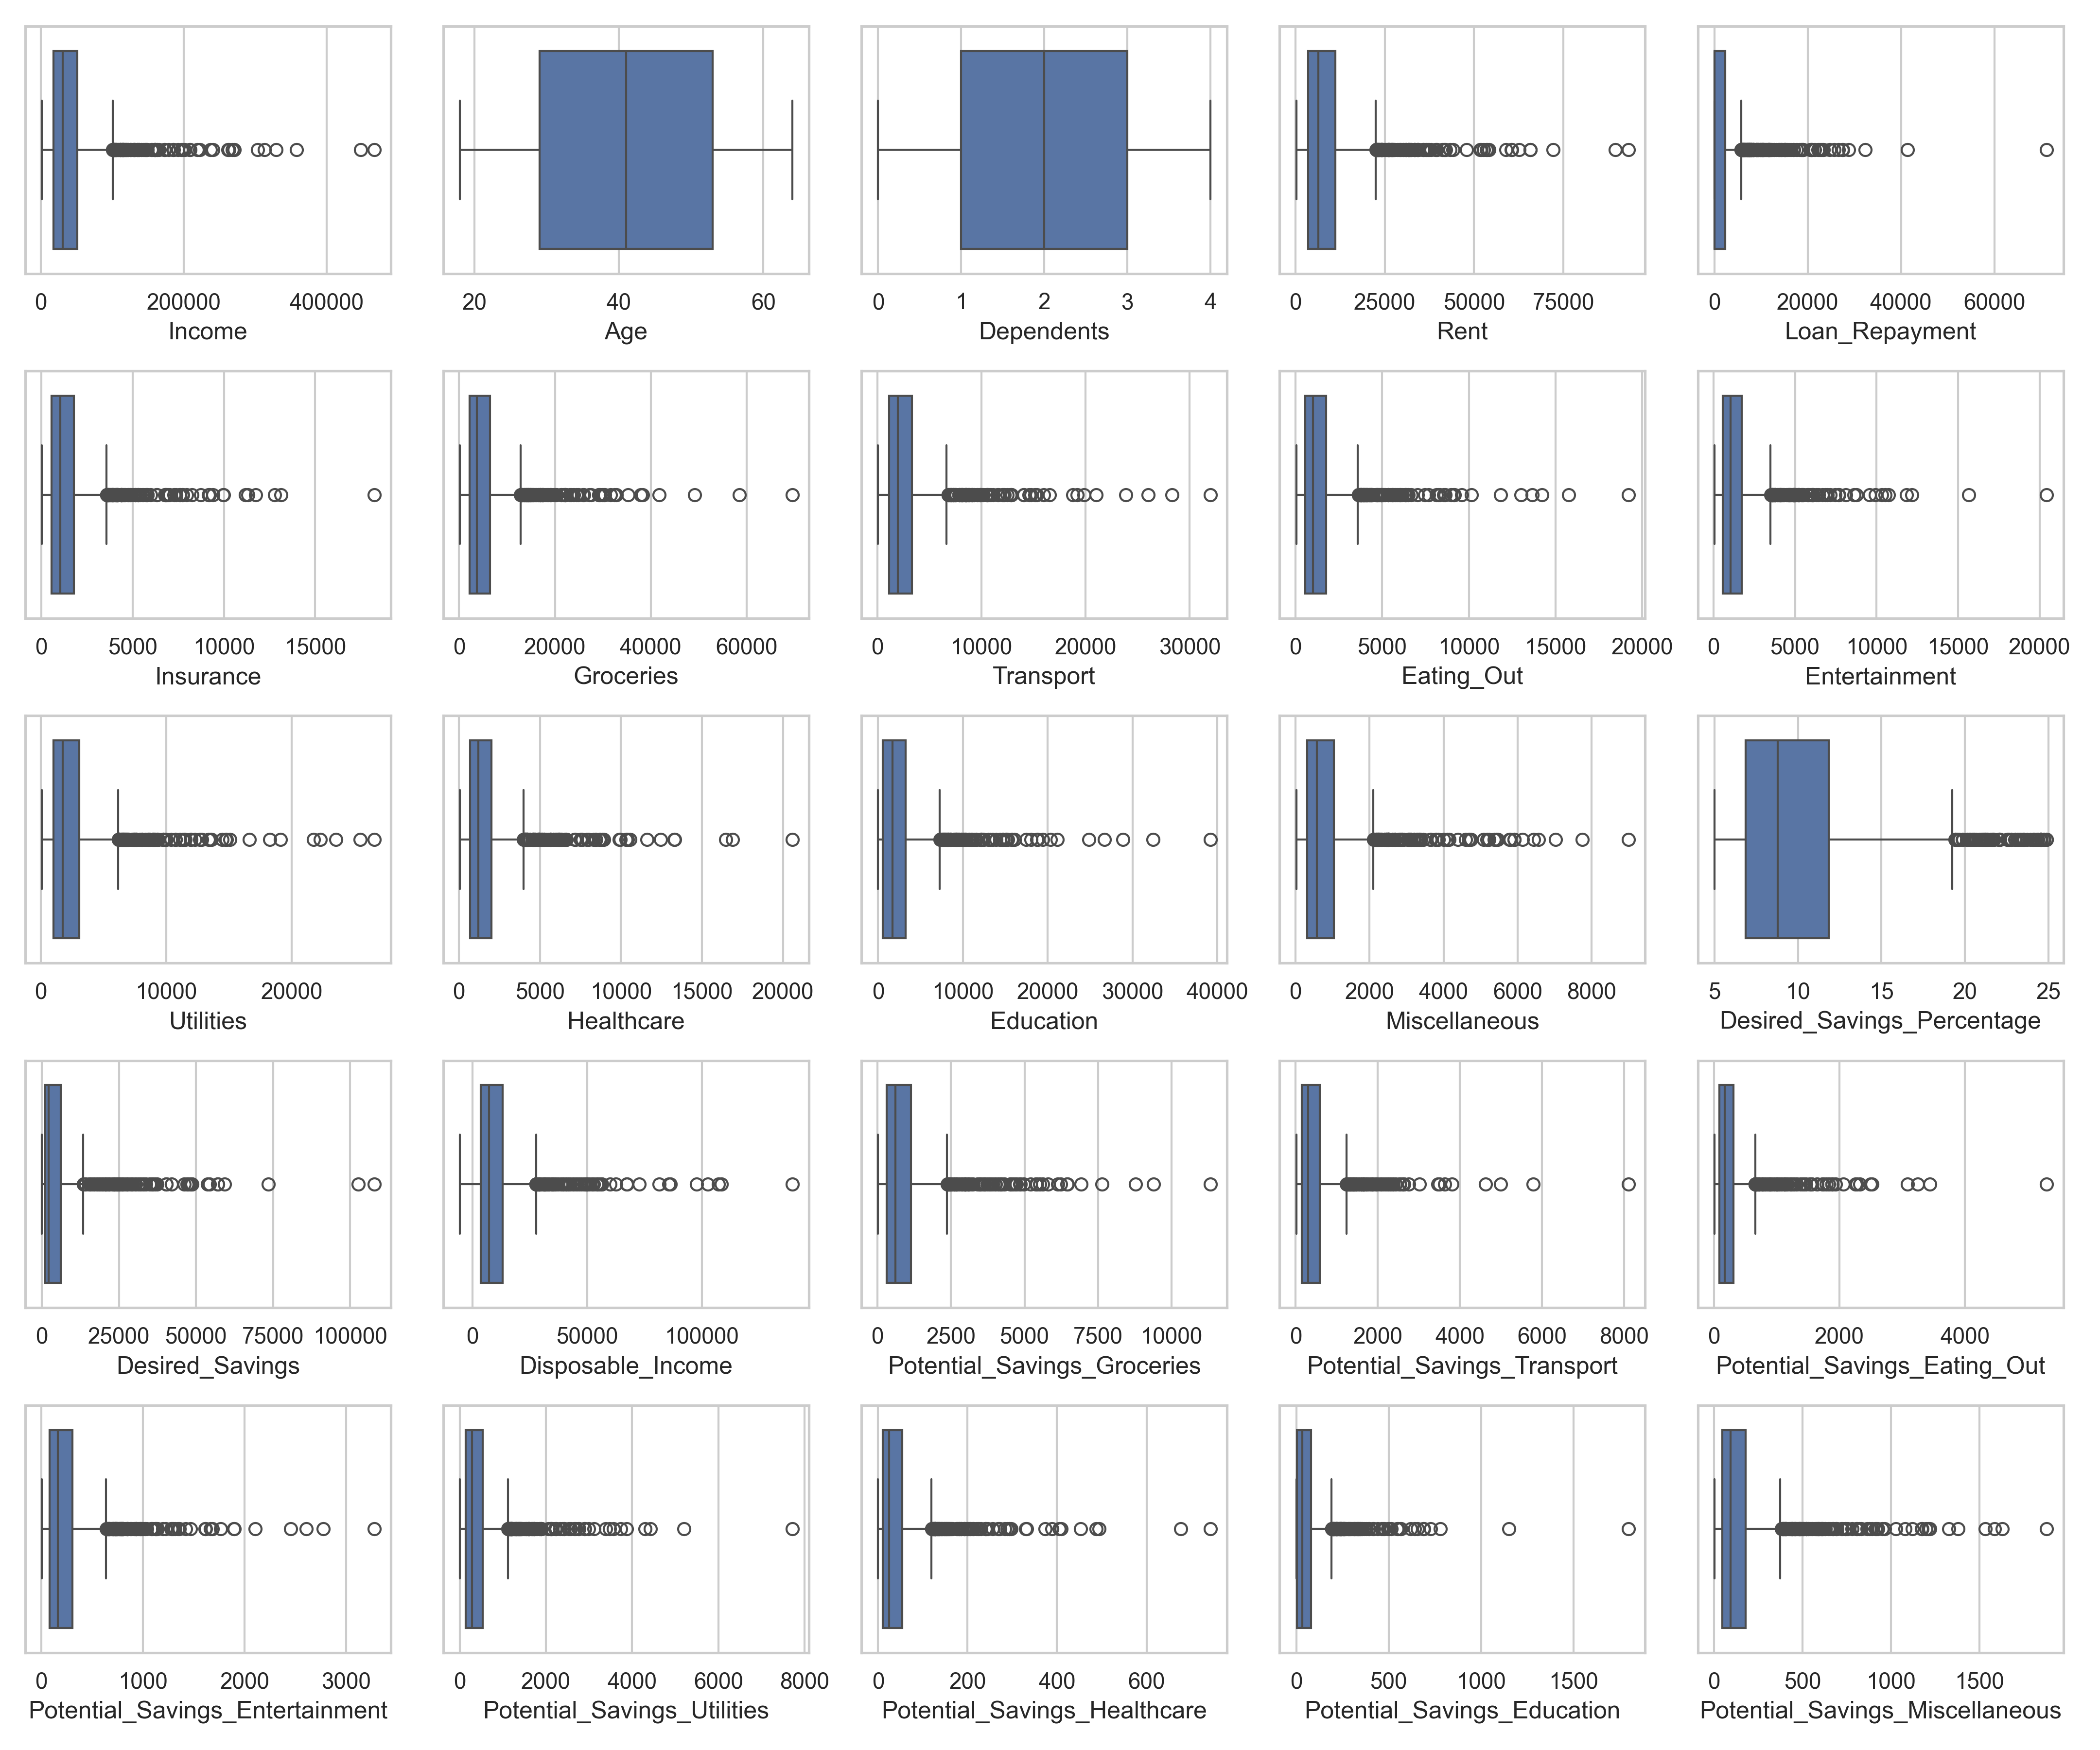 0 200000 400000
Income
20 40 60
Age
0 1 2 3 4
Dependents
0 25000 50000 75000
Rent
0 20000 40000 60000
Loan_Repayment
0 5000 10000 15000
Insurance
0 20000 40000 60000
Groceries
0 10000 20000 30000
Transport
0 5000 10000 15000 20000
Eating_Out
0 5000 10000 15000 20000
Entertainment
0 10000 20000
Utilities
0 5000 10000 15000 20000
Healthcare
0 10000 20000 30000 40000
Education
0 2000 4000 6000 8000
Miscellaneous
5 10 15 20 25
Desired_Savings_Percentage
0 25000 50000 75000 100000
Desired_Savings
0 50000 100000
Disposable_Income
0 2500 5000 7500 10000
Potential_Savings_Groceries
0 2000 4000 6000 8000
Potential_Savings_Transport
0 2000 4000
Potential_Savings_Eating_Out
0 1000 2000 3000
Potential_Savings_Entertainment
0 2000 4000 6000 8000
Potential_Savings_Utilities
0 200 400 600
Potential_Savings_Healthcare
0 500 1000 1500
Potential_Savings_Education
0 500 1000 1500
Potential_Savings_Miscellaneous